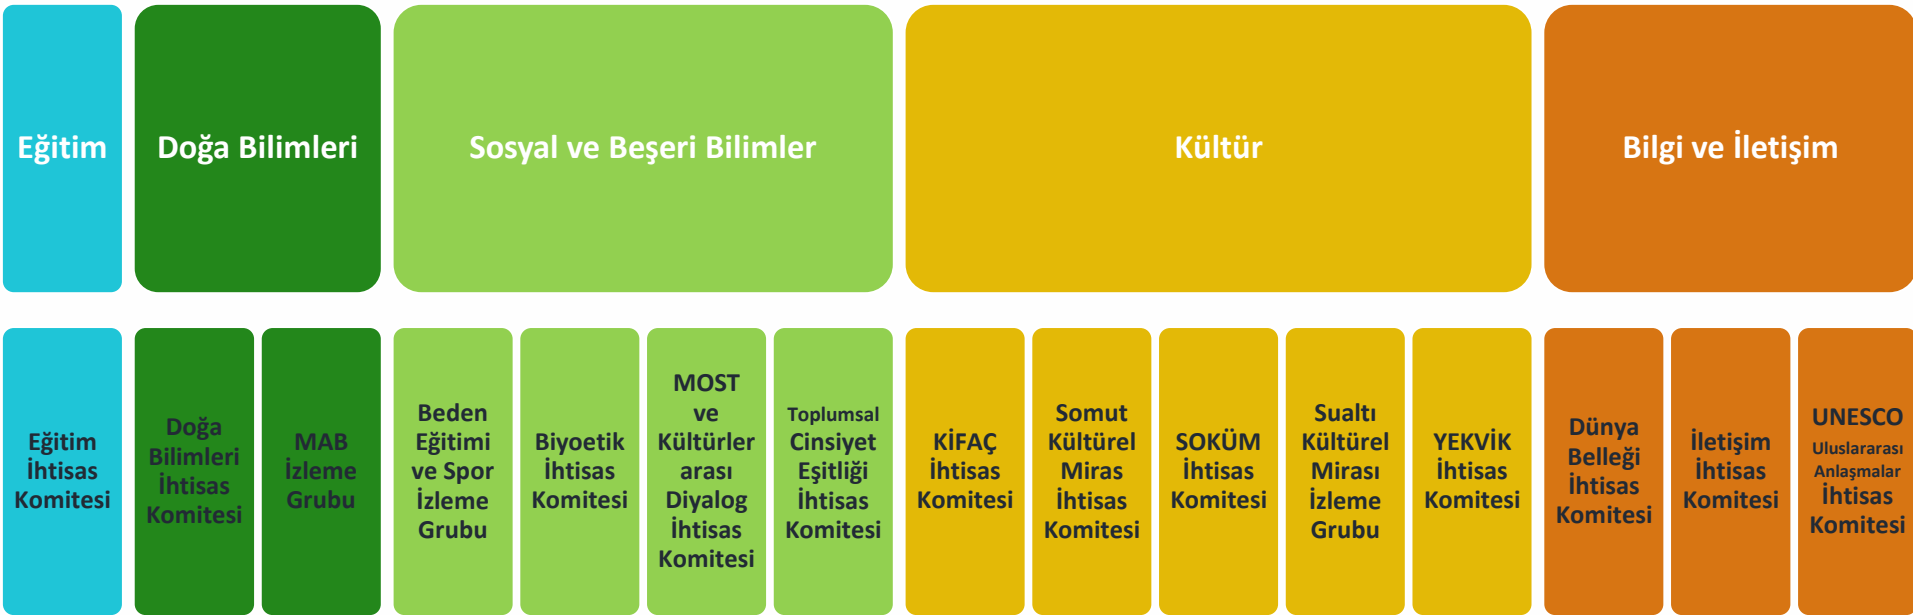 Eğitim
Doğa Bilimleri
Sosyal ve Beşeri Bilimler
Kültür
Bilgi ve İletişim
Eğitim
İhtisas
Komitesi
Doğa
Bilimleri
İhtisas
Komitesi
MAB
İzleme
Grubu
Beden
Eğitimi
ve Spor
İzleme
Grubu
Biyoetik
İhtisas
Komitesi
MOST
ve
Kültürler
arası
Diyalog
İhtisas
Komitesi
Toplumsal
Cinsiyet
Eşitliği
İhtisas
Komitesi
KİFAÇ
İhtisas
Komitesi
Somut
Kültürel
Miras
İhtisas
Komitesi
SOKÜM
İhtisas
Komitesi
Sualtı
Kültürel
Mirası
İzleme
Grubu
YEKVİK
İhtisas
Komitesi
Dünya
Belleği
İhtisas
Komitesi
İletişim
İhtisas
Komitesi
UNESCO
Uluslararası
Anlaşmalar
İhtisas
Komitesi